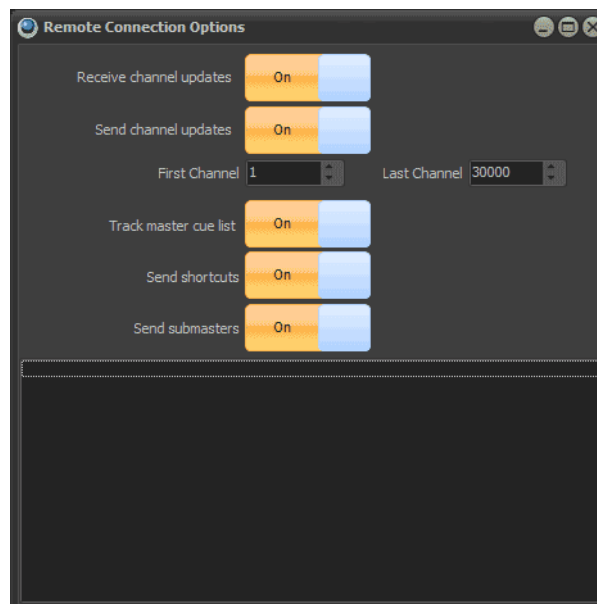 Remote Connection Options
Receive channel updates On
Send channel updates On
First Channel 1 Last Channel 30000
Track master cue list On
Send shortcuts On
Send submasters On